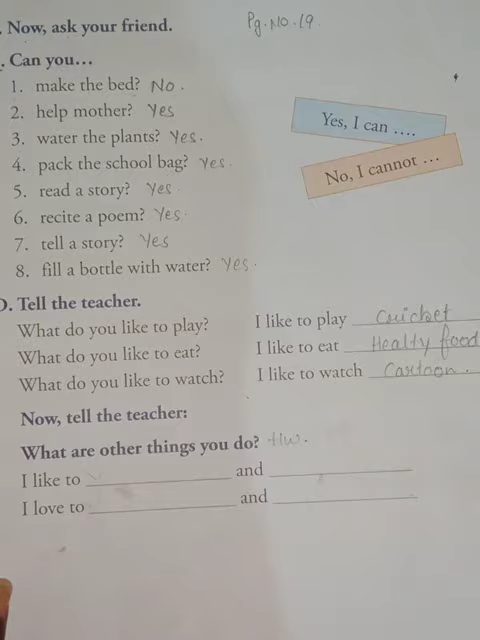 . Now, ask your friend.
Pg. No. 19.
. Can you...
1. make the bed? No.
2. help mother? Yes
3. water the plants? Yes.
4. pack the school bag? Yes.
5. read a story? Yes.
6. recite a poem? Yes.
7. tell a story? Yes
8. fill a bottle with water? Yes.
Yes, I can ....
No, I cannot ...
D. Tell the teacher.
What do you like to play? I like to play Cricket
What do you like to eat? I like to eat Healty food
What do you like to watch? I like to watch Cartoon.
Now, tell the teacher:
What are other things you do? HW.
I like to ____________ and ____________
I love to ____________ and ____________